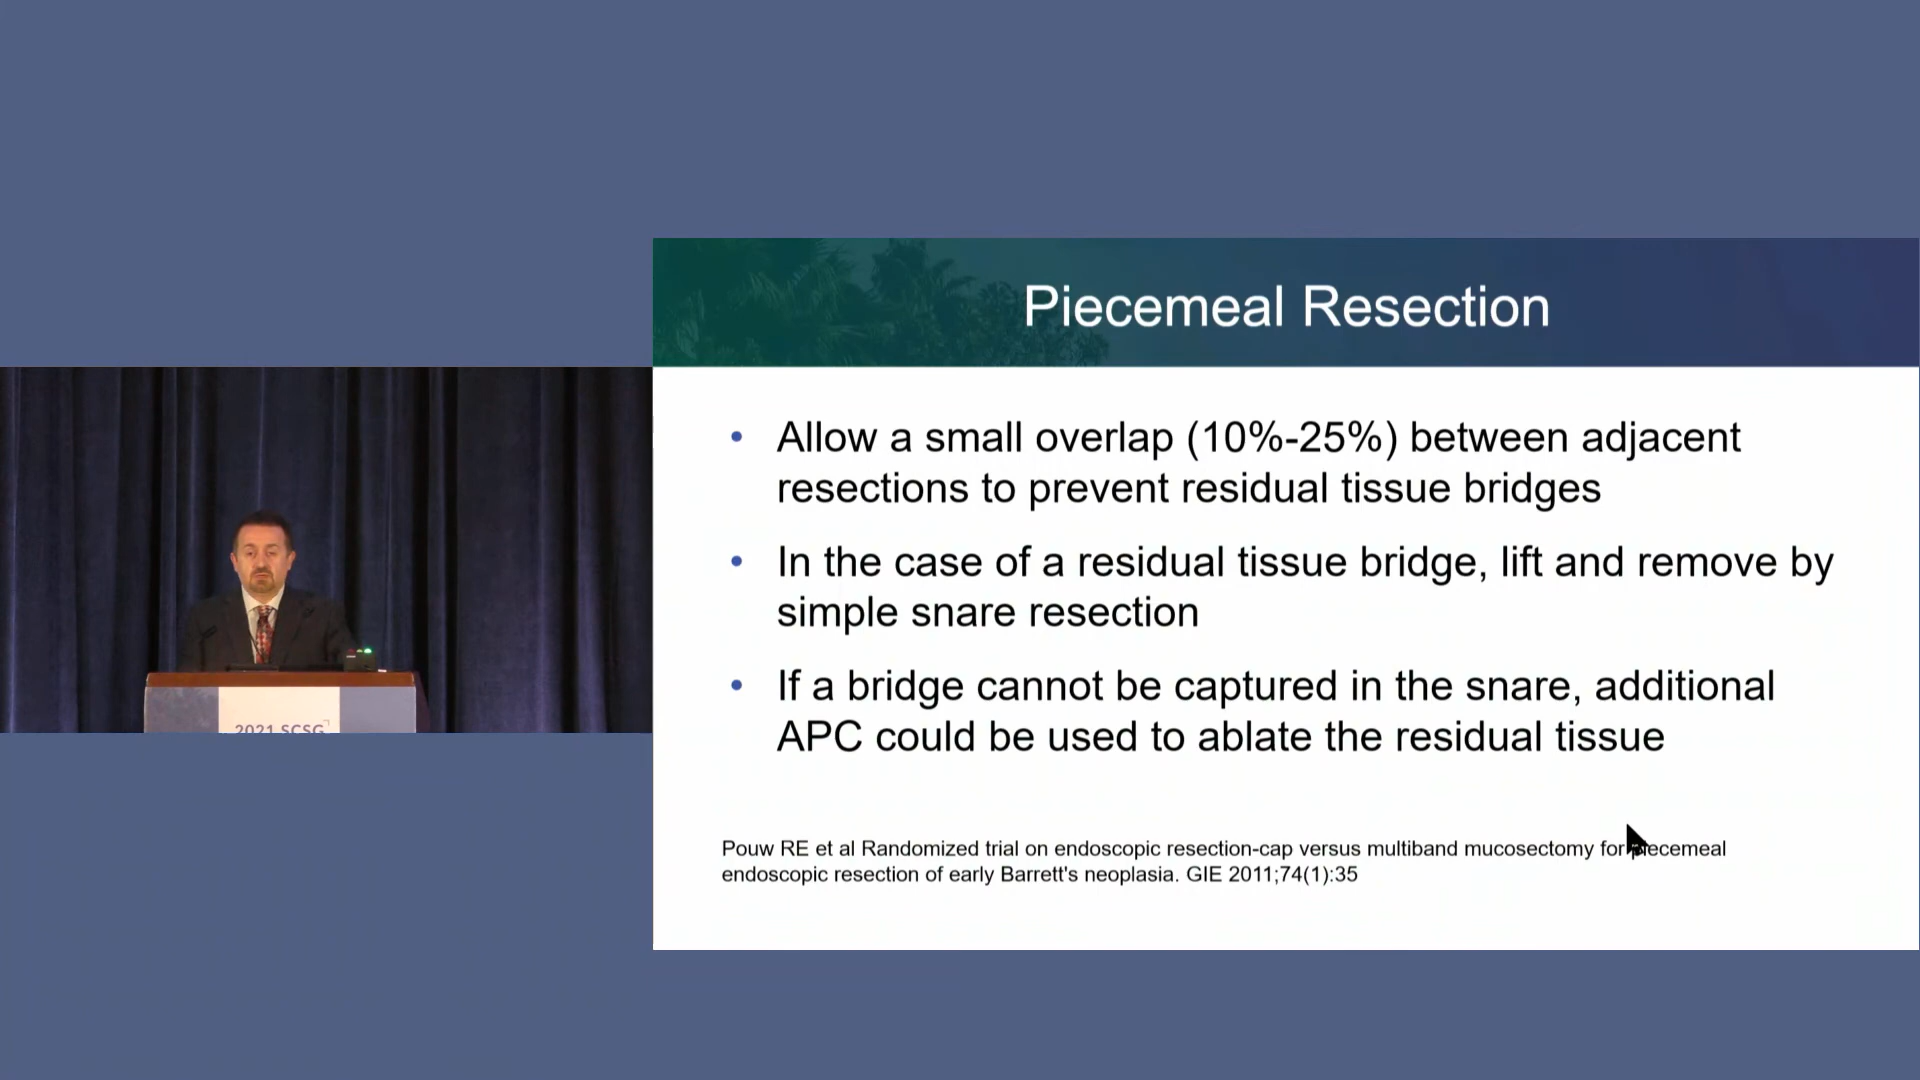 Piecemeal Resection
• Allow a small overlap (10%-25%) between adjacent
resections to prevent residual tissue bridges
• In the case of a residual tissue bridge, lift and remove by
simple snare resection
• If a bridge cannot be captured in the snare, additional
APC could be used to ablate the residual tissue
Pouw RE et al Randomized trial on endoscopic resection-cap versus multiband mucosectomy for piecemeal
endoscopic resection of early Barrett's neoplasia. GIE 2011;74(1):35
2021 SCSG